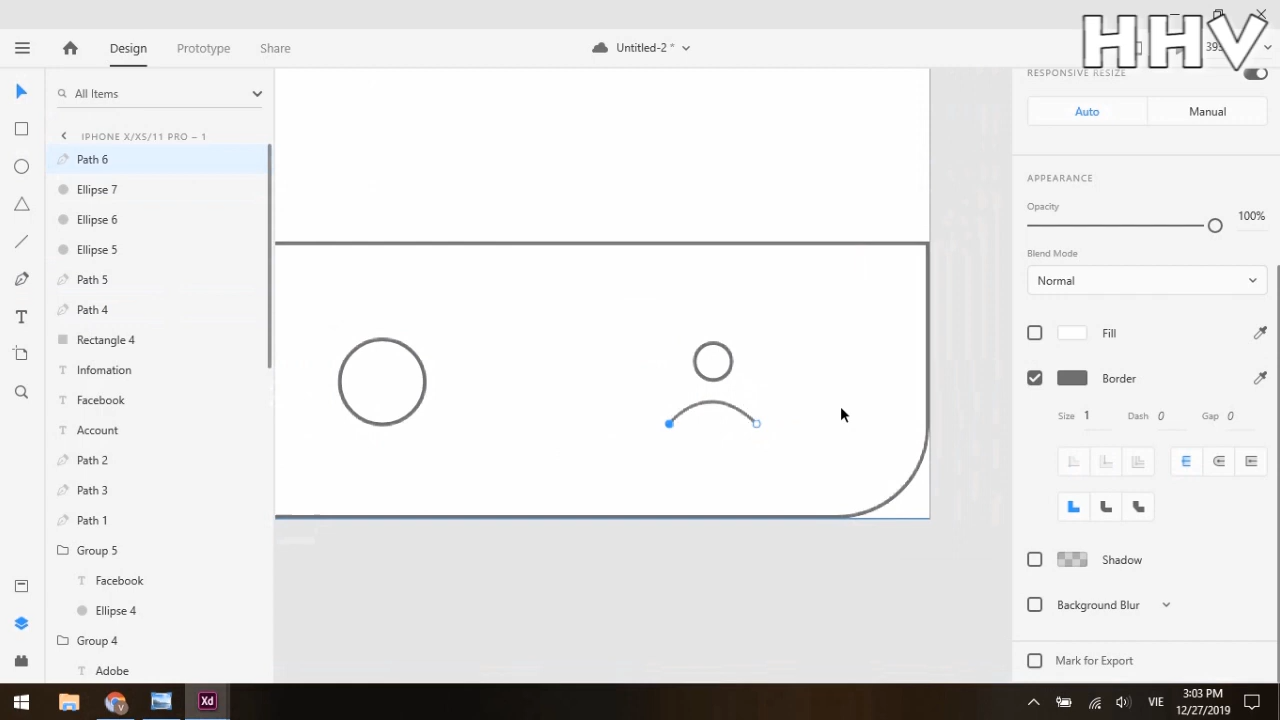 HHV
Design
Prototype
Share
Untitled-2 *
All Items
IPHONE X/XS/11 PRO – 1
Path 6
Ellipse 7
Ellipse 6
Ellipse 5
Path 5
Path 4
Rectangle 4
Infomation
Facebook
Account
Path 2
Path 3
Path 1
Group 5
Facebook
Ellipse 4
Group 4
Adobe
RESPONSIVE RESIZE
Auto
Manual
APPEARANCE
Opacity
100%
Blend Mode
Normal
Fill
Border
Size 1 Dash 0 Gap 0
Shadow
Background Blur
Mark for Export
Xd
VIE
3:03 PM
12/27/2019